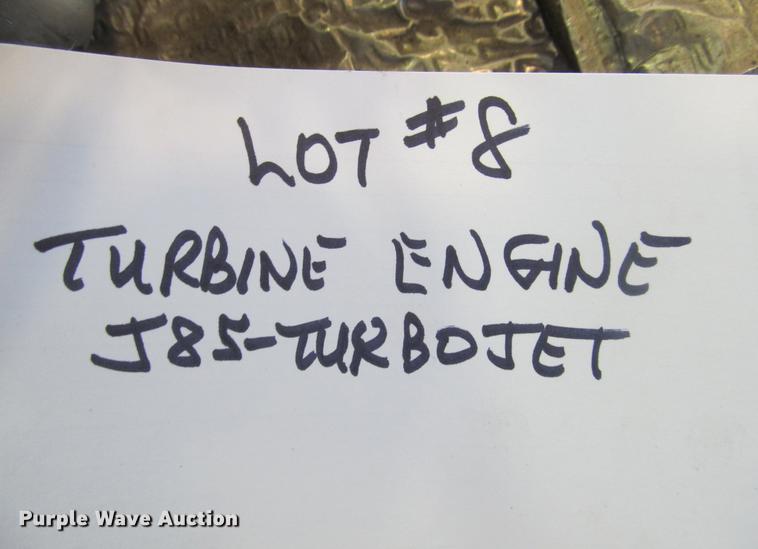 LOT #8
TURBINE ENGINE
J85-TURBOJET
Purple Wave Auction